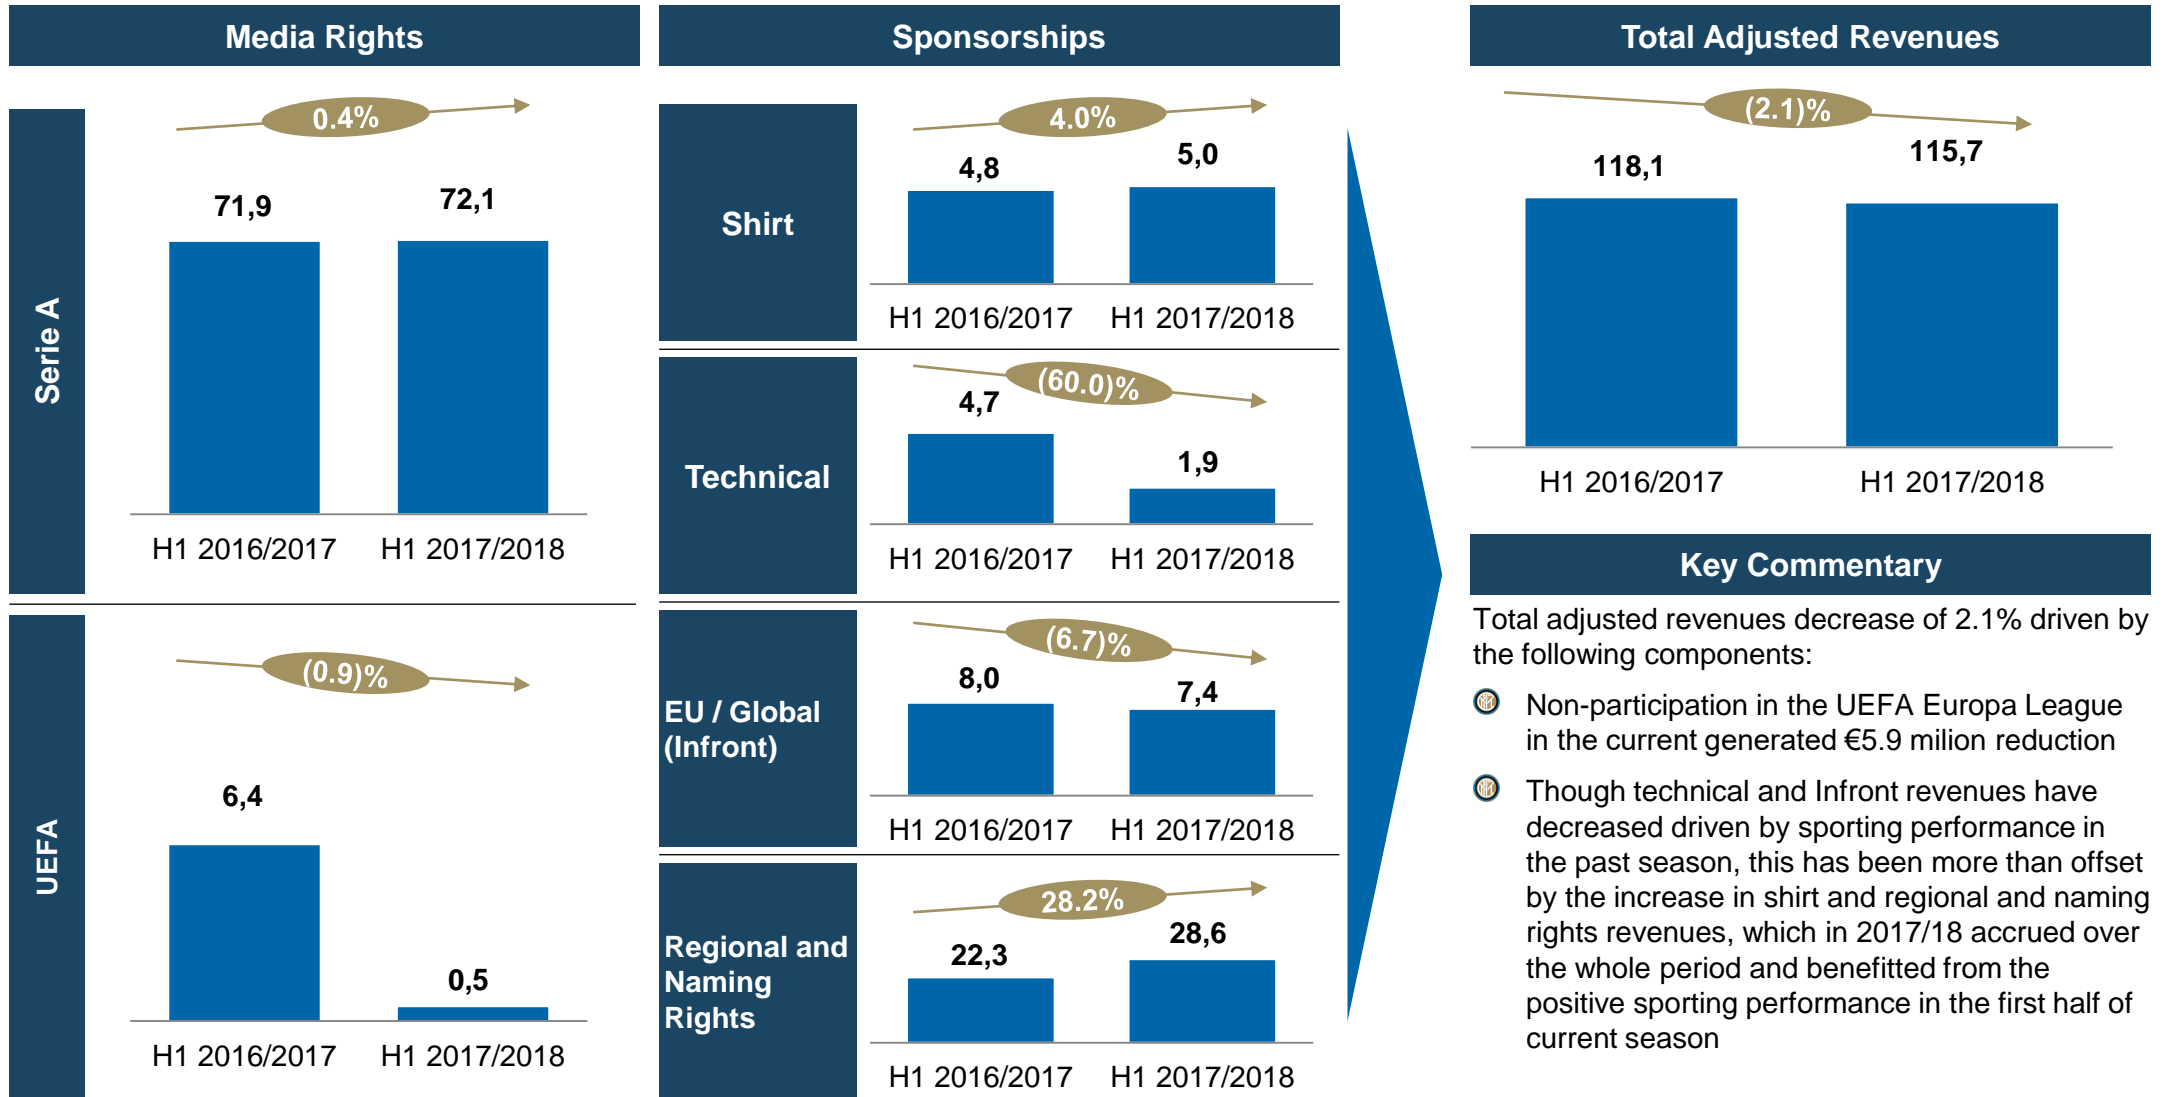 Media Rights
Serie A
0.4%
71,9
72,1
H1 2016/2017
H1 2017/2018
UEFA
(0.9)%
6,4
0,5
H1 2016/2017
H1 2017/2018
Sponsorships
Shirt
4.0%
4,8
5,0
H1 2016/2017
H1 2017/2018
Technical
(60.0)%
4,7
1,9
H1 2016/2017
H1 2017/2018
EU / Global
(Infront)
(6.7)%
8,0
7,4
H1 2016/2017
H1 2017/2018
Regional and
Naming
Rights
28.2%
22,3
28,6
H1 2016/2017
H1 2017/2018
Total Adjusted Revenues
(2.1)%
118,1
115,7
H1 2016/2017
H1 2017/2018
Key Commentary
Total adjusted revenues decrease of 2.1% driven by
the following components:
Non-participation in the UEFA Europa League
in the current generated €5.9 milion reduction
Though technical and Infront revenues have
decreased driven by sporting performance in
the past season, this has been more than offset
by the increase in shirt and regional and naming
rights revenues, which in 2017/18 accrued over
the whole period and benefitted from the
positive sporting performance in the first half of
current season